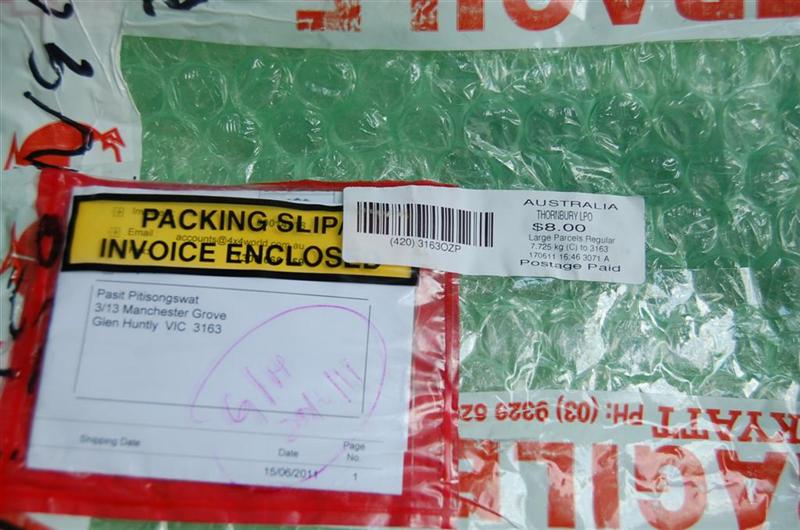 PACKING SLIP/
INVOICE ENCLOSED
Email
accounts@4x4world.com.au
Pasit Pitisongswat
3/13 Manchester Grove
Glen Huntly VIC 3163
Shipping Date
Date
Page
No.
15/06/2011
1
(420) 3163OZP
AUSTRALIA
THORNBURY LPO
$8.00
Large Parcels Regular
7.725 kg (C) to 3163
170611 16:46 3071 A
Postage Paid
PH: (03) 9329